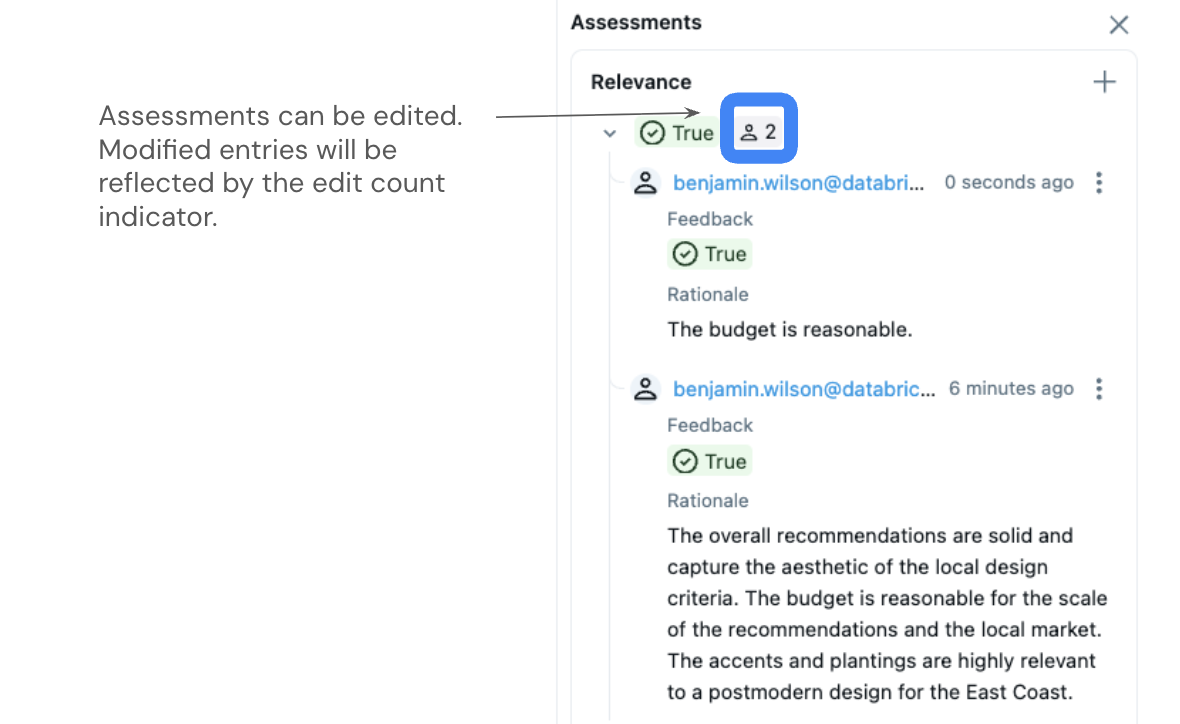 Assessments
Relevance
Assessments can be edited.
Modified entries will be
reflected by the edit count
indicator.
True 2
benjamin.wilson@databri... 0 seconds ago
Feedback
True
Rationale
The budget is reasonable.
benjamin.wilson@databric... 6 minutes ago
Feedback
True
Rationale
The overall recommendations are solid and
capture the aesthetic of the local design
criteria. The budget is reasonable for the scale
of the recommendations and the local market.
The accents and plantings are highly relevant
to a postmodern design for the East Coast.